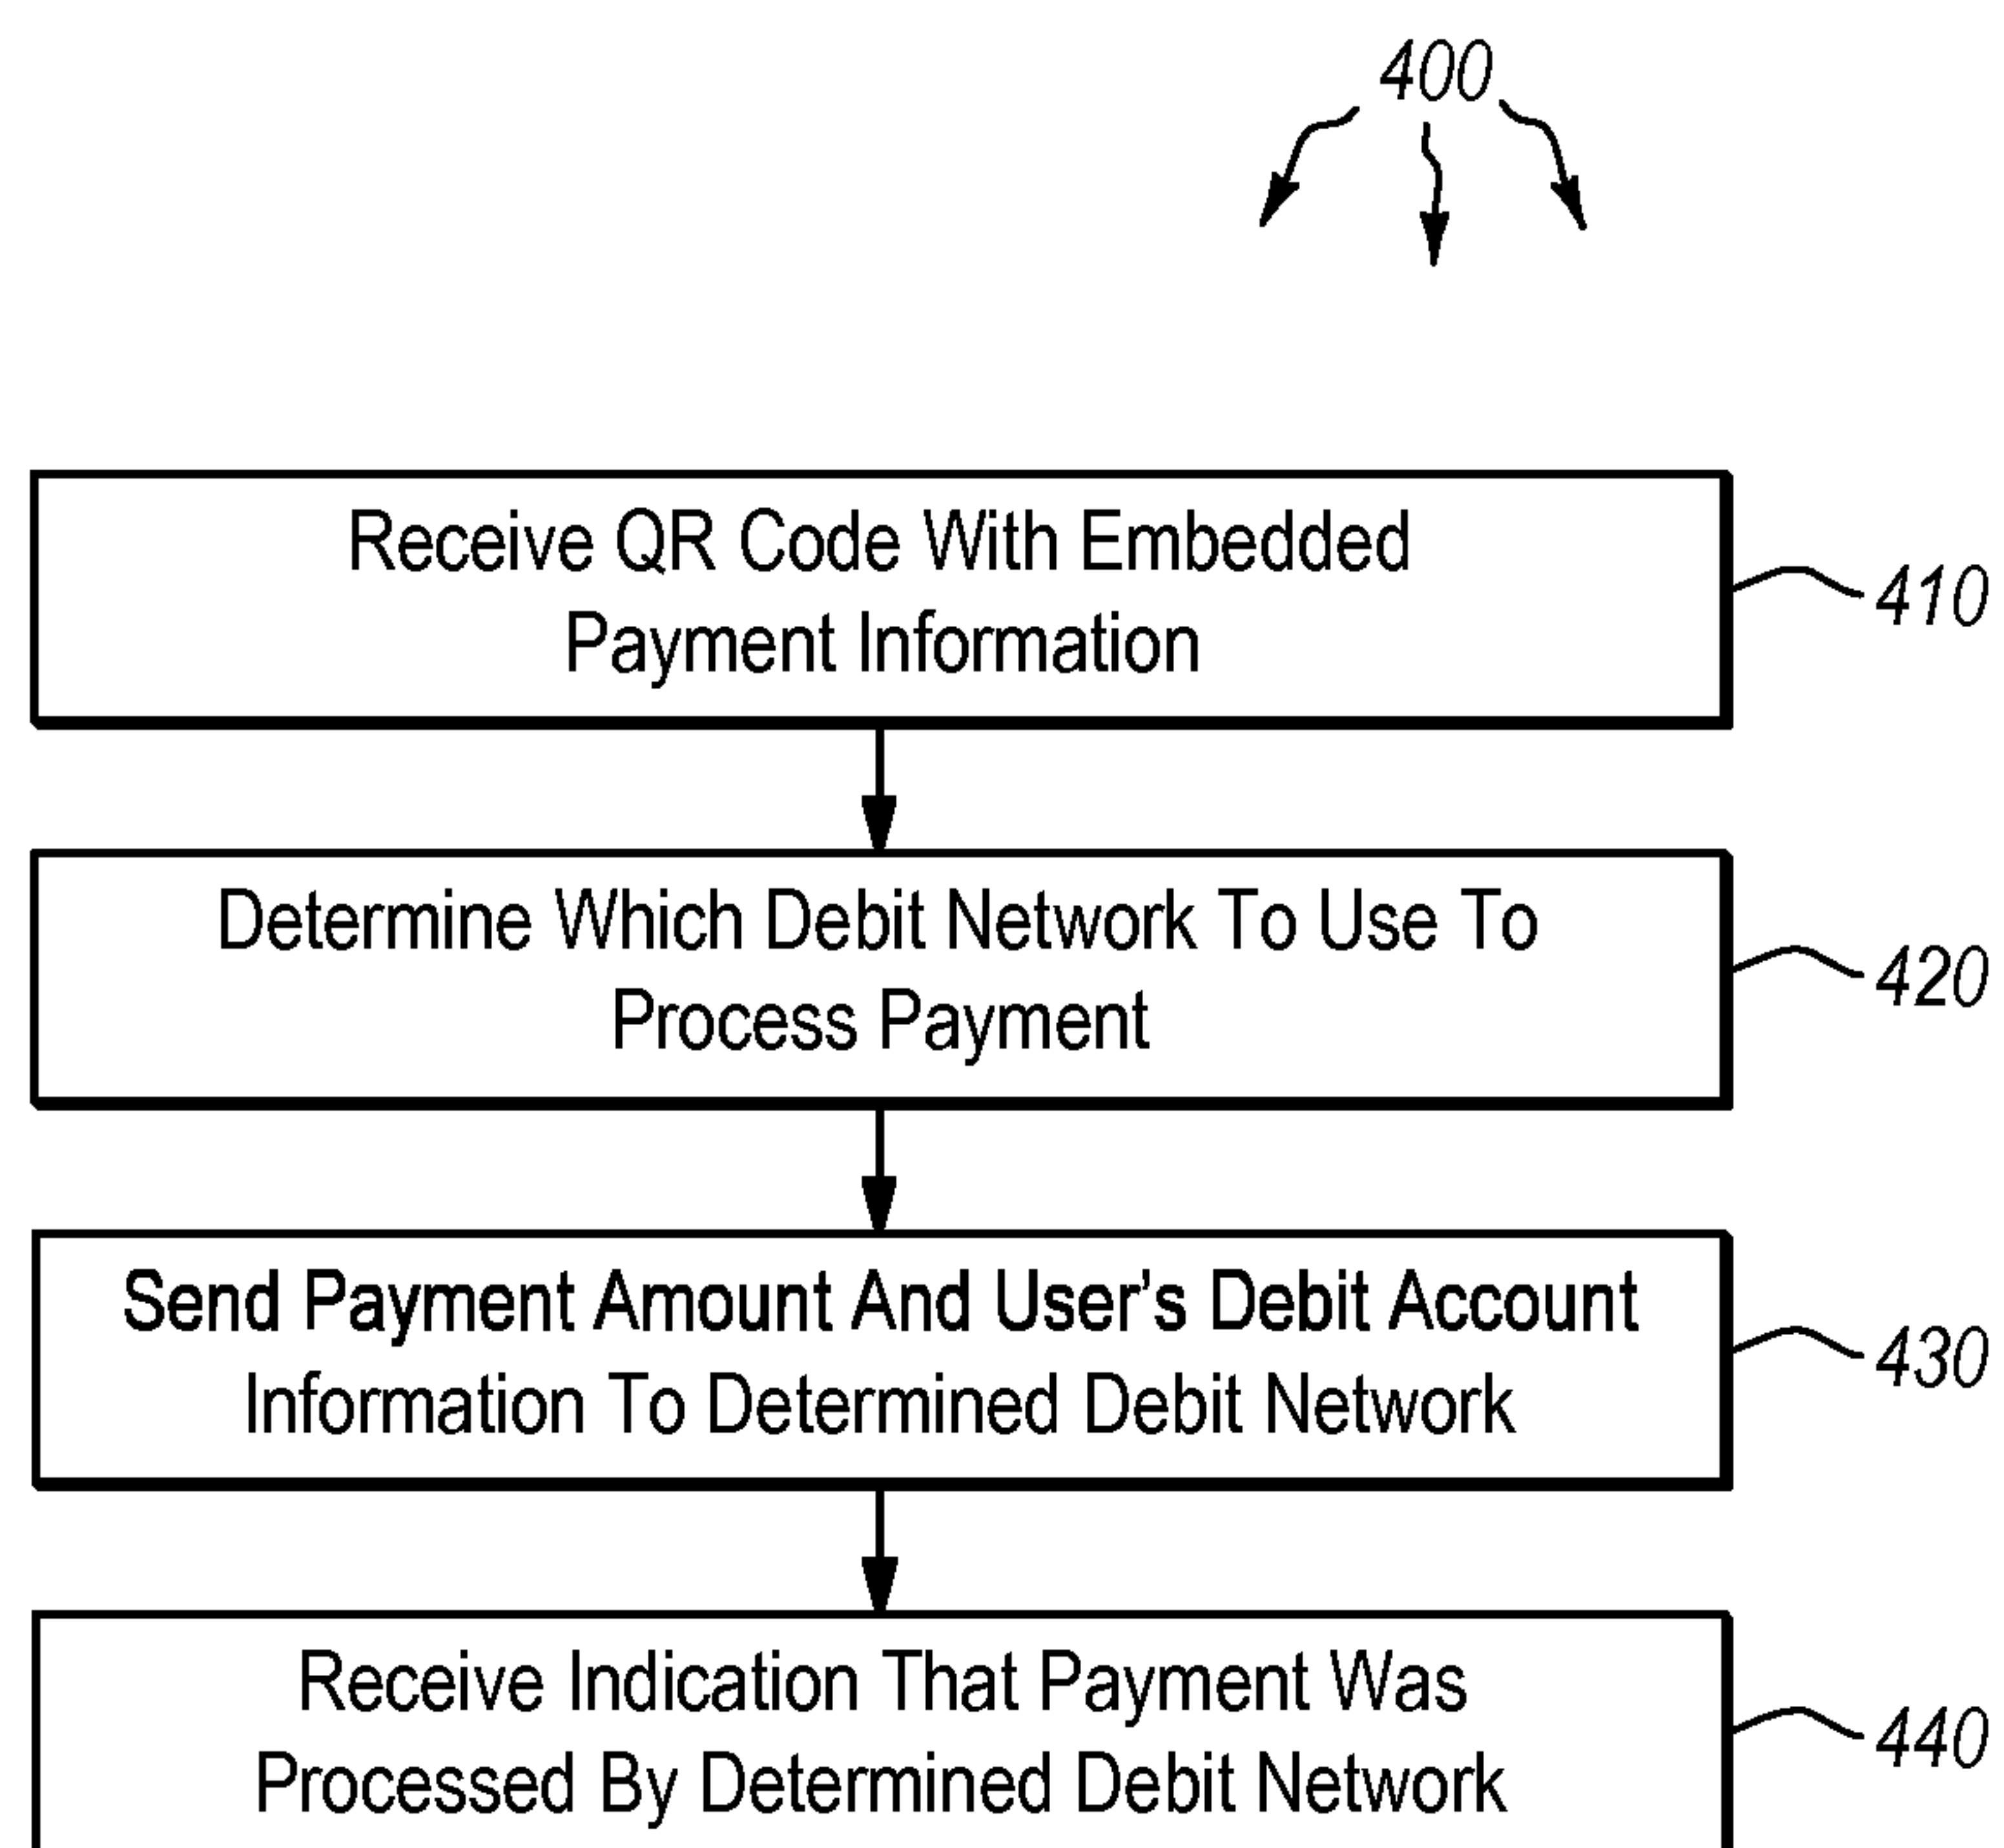 400
Receive QR Code With Embedded
Payment Information
410
Determine Which Debit Network To Use To
Process Payment
420
Send Payment Amount And User's Debit Account
Information To Determined Debit Network
430
Receive Indication That Payment Was
Processed By Determined Debit Network
440